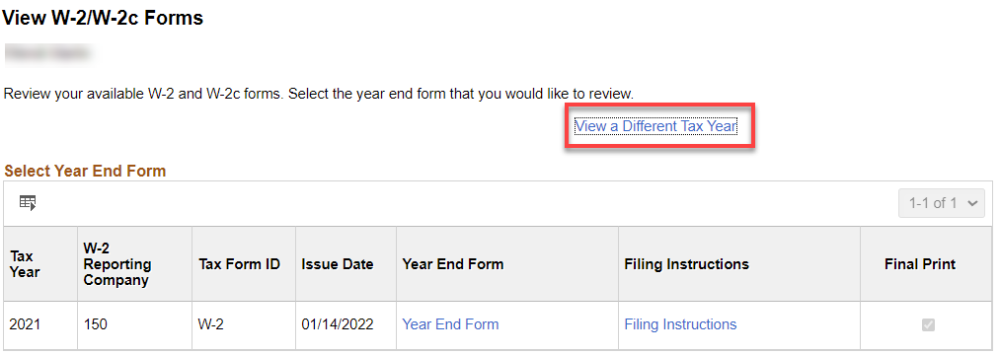 View W-2/W-2c Forms
Review your available W-2 and W-2c forms. Select the year end form that you would like to review.
View a Different Tax Year
Select Year End Form
1-1 of 1
Tax Year
W-2 Reporting Company
Tax Form ID
Issue Date
Year End Form
Filing Instructions
Final Print
2021
150
W-2
01/14/2022
Year End Form
Filing Instructions